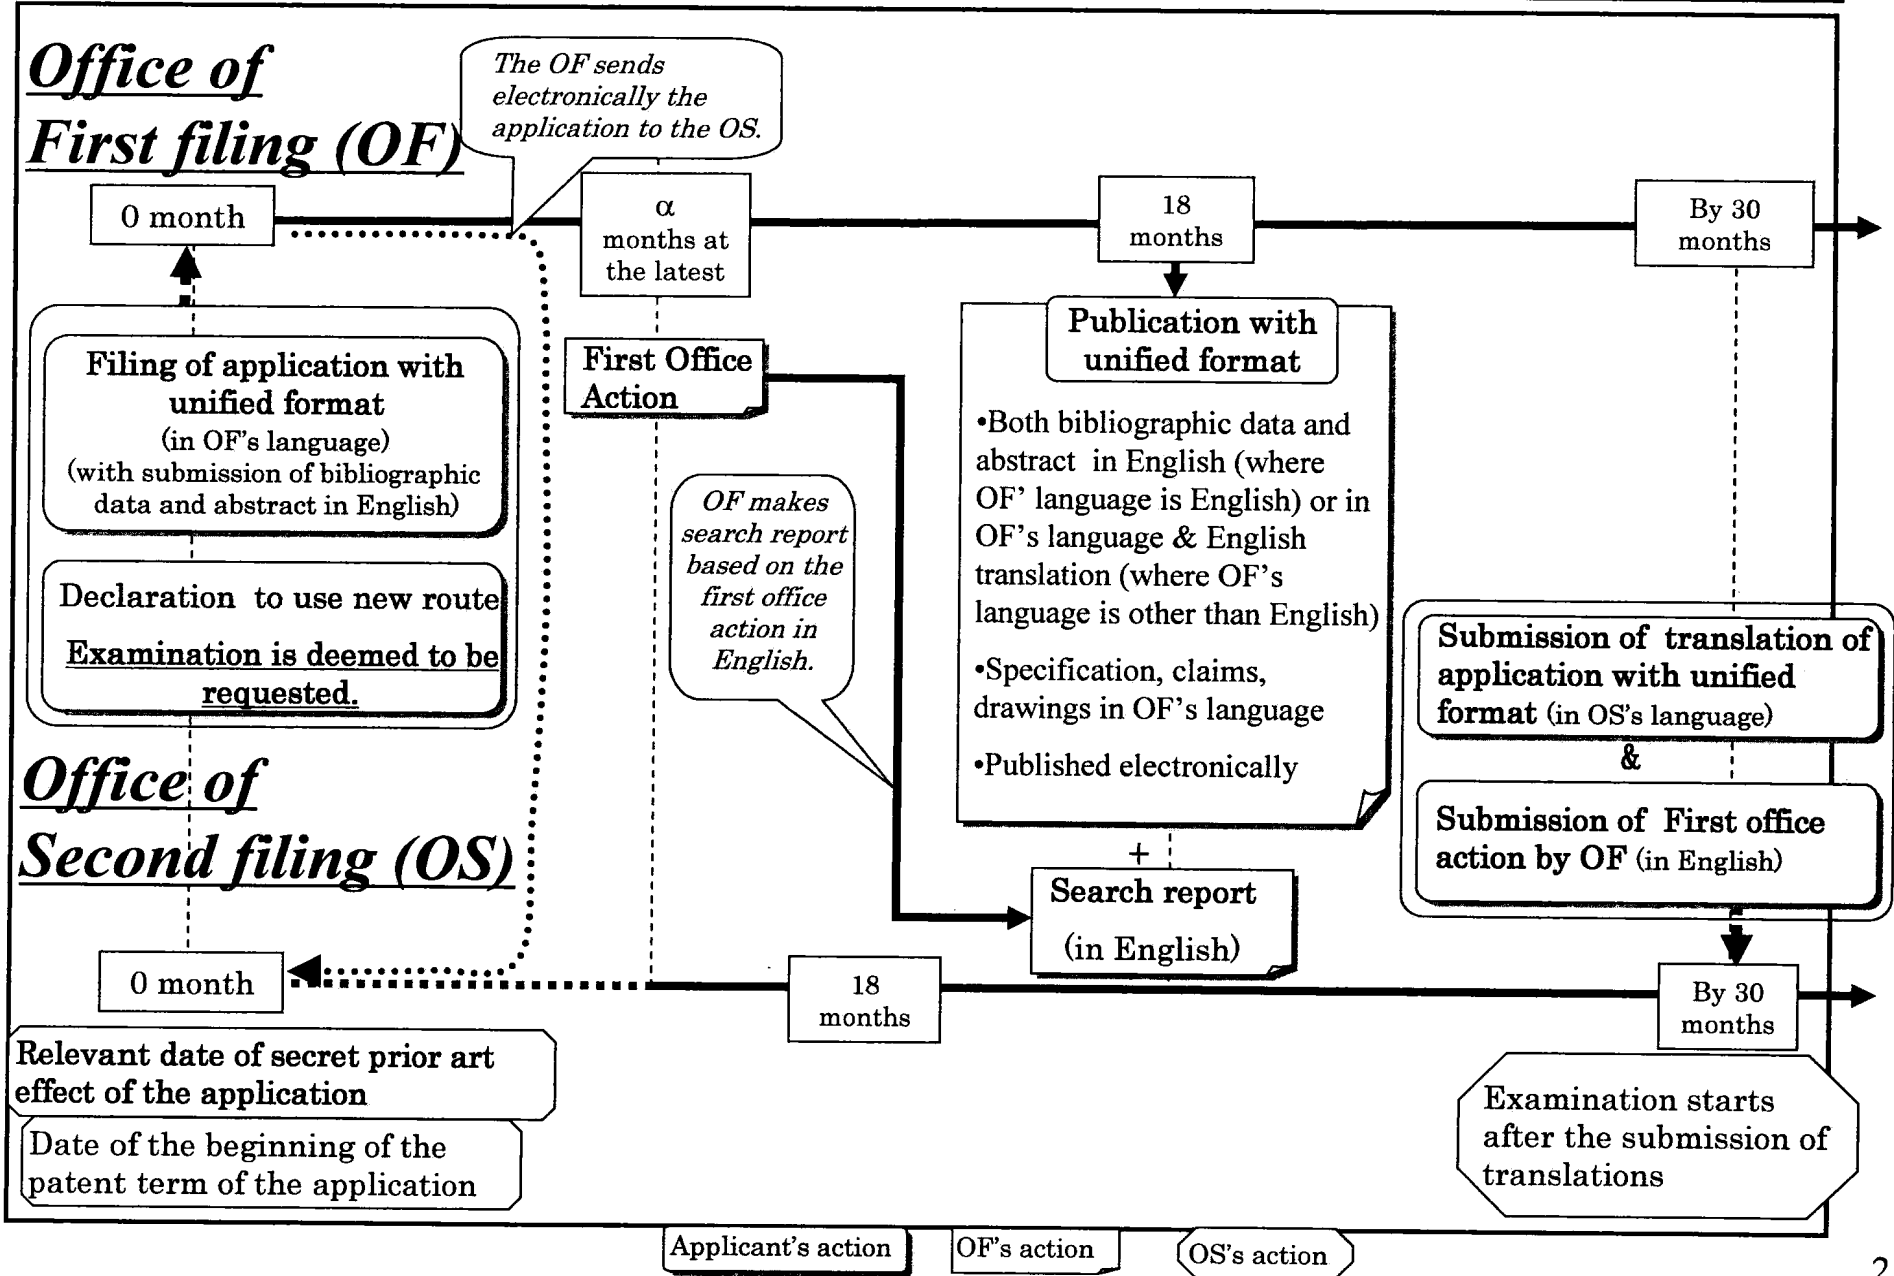 Office of
First filing (OF)
The OF sends
electronically the
application to the OS.
0 month
α
months at
the latest
18
months
By 30
months
Filing of application with
unified format
(in OF's language)
(with submission of bibliographic
data and abstract in English)
Declaration to use new route
Examination is deemed to be
requested.
First Office
Action
OF makes
search report
based on the
first office
action in
English.
Publication with
unified format
•Both bibliographic data and
abstract in English (where
OF' language is English) or in
OF's language & English
translation (where OF's
language is other than English)
•Specification, claims,
drawings in OF's language
•Published electronically
+
Search report
(in English)
Submission of translation of
application with unified
format (in OS's language)
&
Submission of First office
action by OF (in English)
Office of
Second filing (OS)
0 month
18
months
By 30
months
Relevant date of secret prior art
effect of the application
Date of the beginning of the
patent term of the application
Examination starts
after the submission of
translations
Applicant's action
OF's action
OS's action
2